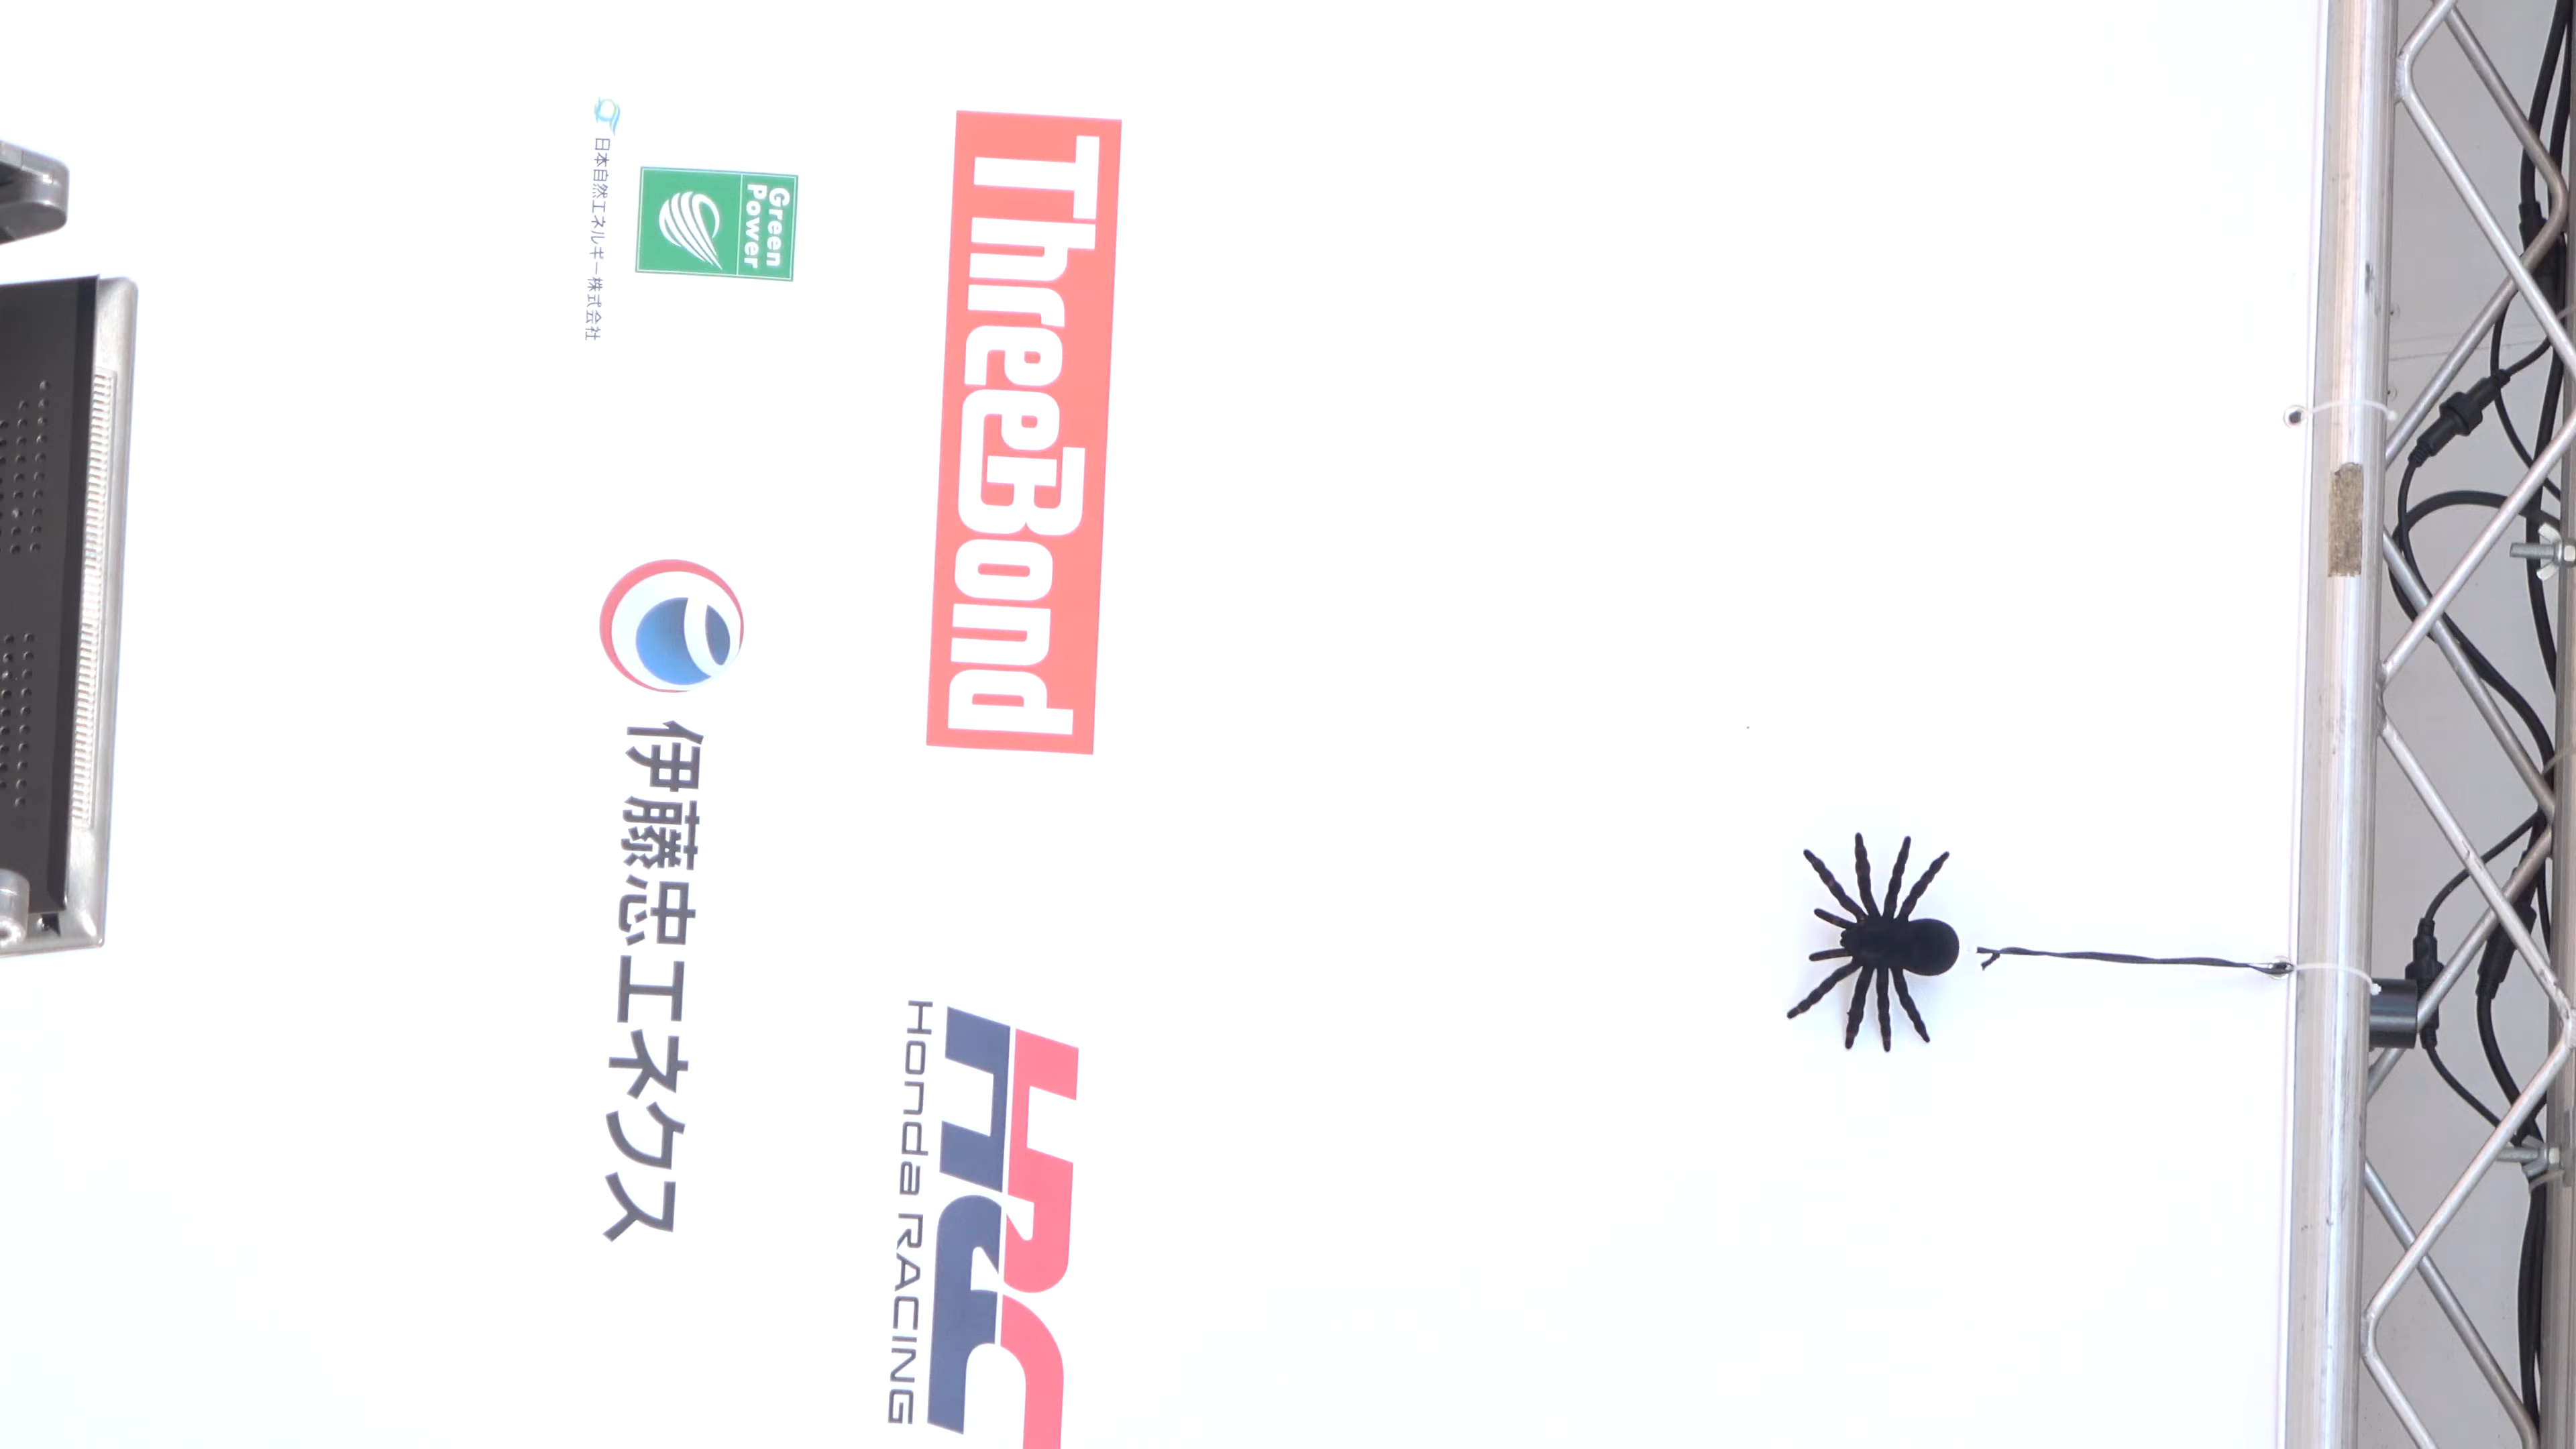 ThreeBond
HRC
Honda RACING
Green
Power
日本自然エネルギー株式会社
伊藤忠エネクス